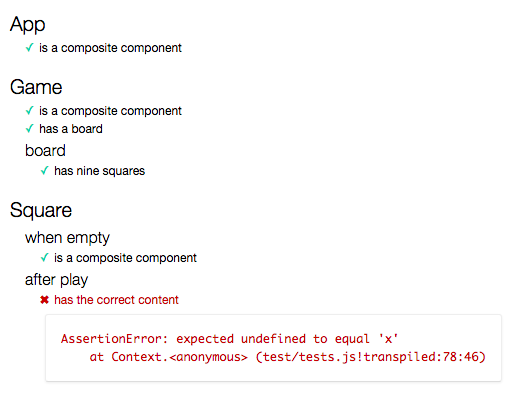 App
✓ is a composite component
Game
✓ is a composite component
✓ has a board
board
✓ has nine squares
Square
when empty
✓ is a composite component
after play
✖ has the correct content
AssertionError: expected undefined to equal 'x'
at Context.<anonymous> (test/tests.js!transpiled:78:46)